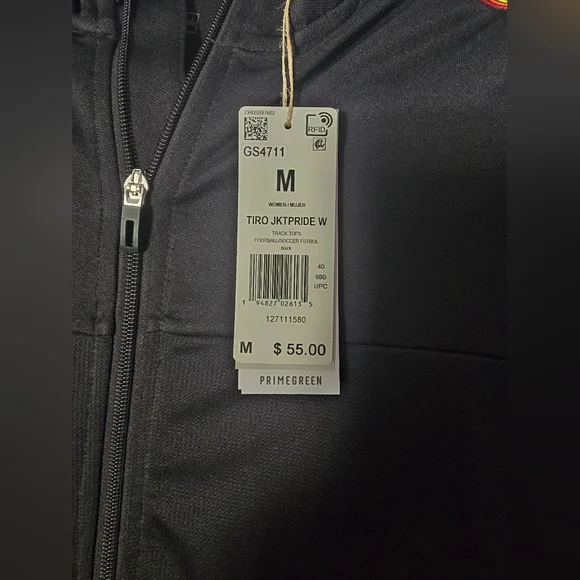 CHUSRFM02
RFID
GS4711
M
WOMEN / MUJER
TIRO JKTPRIDE W
TRACK TOPS
FOOTBALL/SOCCER FUTBOL
black
40
690
UPC
1 94827 02613 5
127111580
M $ 55.00
PRIMEGREEN